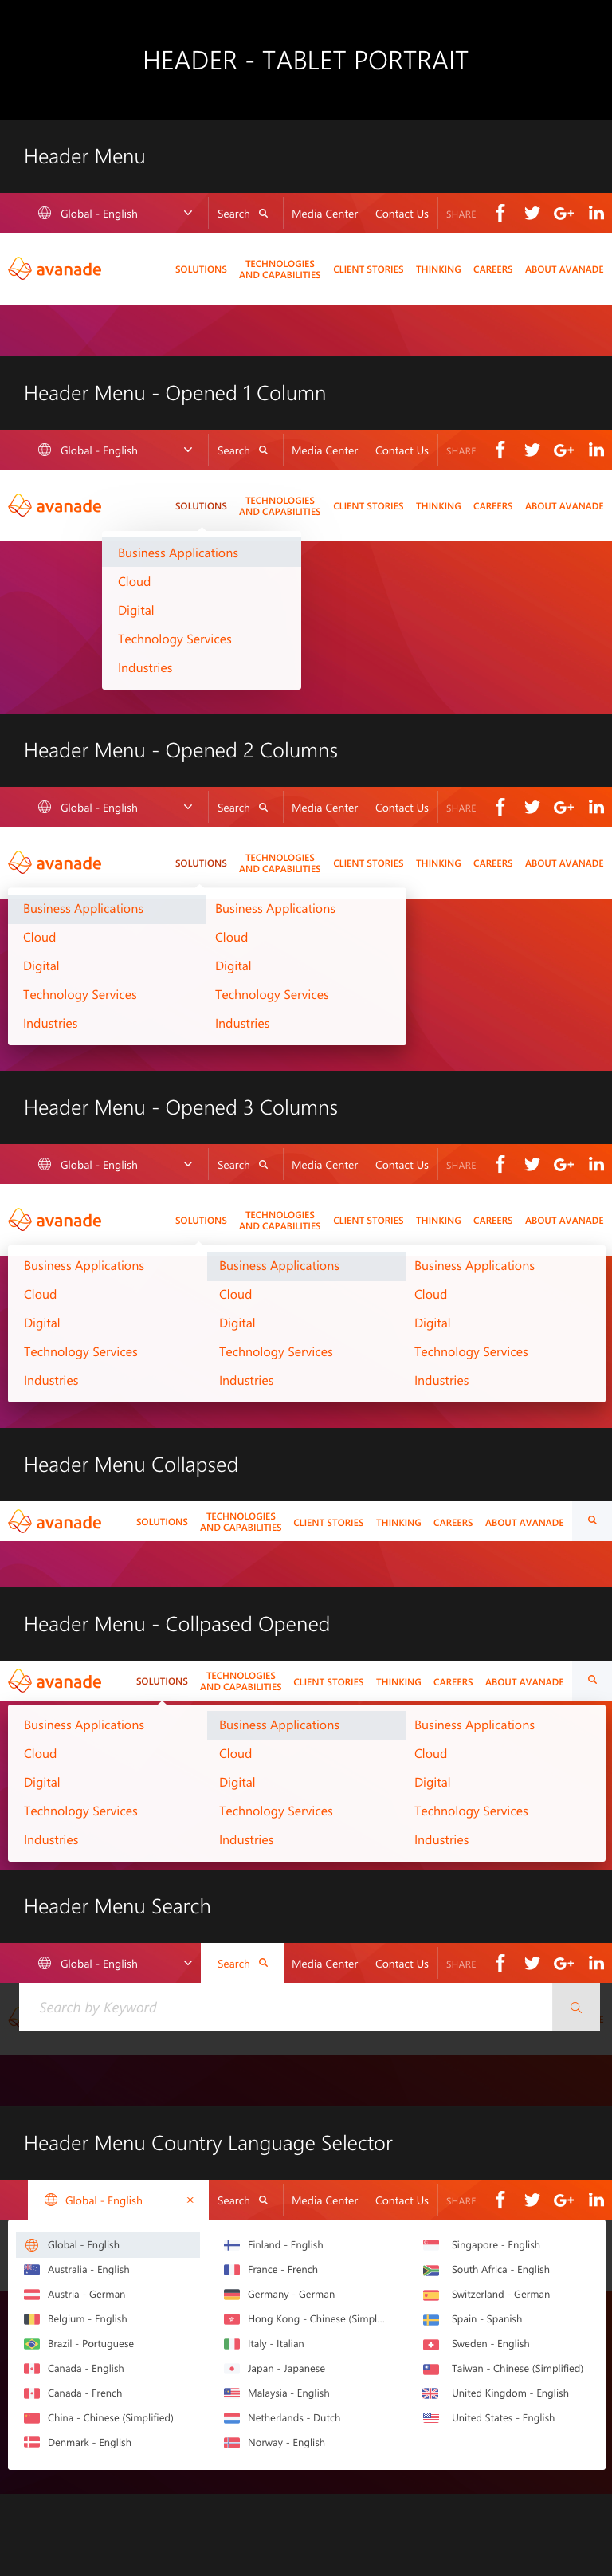 HEADER - TABLET PORTRAIT
Header Menu
Global - English Search Media Center Contact Us SHARE
avanade SOLUTIONS TECHNOLOGIES AND CAPABILITIES CLIENT STORIES THINKING CAREERS ABOUT AVANADE
Header Menu - Opened 1 Column
Global - English Search Media Center Contact Us SHARE
avanade SOLUTIONS TECHNOLOGIES AND CAPABILITIES CLIENT STORIES THINKING CAREERS ABOUT AVANADE
Business Applications
Cloud
Digital
Technology Services
Industries
Header Menu - Opened 2 Columns
Global - English Search Media Center Contact Us SHARE
avanade SOLUTIONS TECHNOLOGIES AND CAPABILITIES CLIENT STORIES THINKING CAREERS ABOUT AVANADE
Business Applications Business Applications
Cloud Cloud
Digital Digital
Technology Services Technology Services
Industries Industries
Header Menu - Opened 3 Columns
Global - English Search Media Center Contact Us SHARE
avanade SOLUTIONS TECHNOLOGIES AND CAPABILITIES CLIENT STORIES THINKING CAREERS ABOUT AVANADE
Business Applications Business Applications Business Applications
Cloud Cloud Cloud
Digital Digital Digital
Technology Services Technology Services Technology Services
Industries Industries Industries
Header Menu Collapsed
avanade SOLUTIONS TECHNOLOGIES AND CAPABILITIES CLIENT STORIES THINKING CAREERS ABOUT AVANADE
Header Menu - Collpased Opened
avanade SOLUTIONS TECHNOLOGIES AND CAPABILITIES CLIENT STORIES THINKING CAREERS ABOUT AVANADE
Business Applications Business Applications Business Applications
Cloud Cloud Cloud
Digital Digital Digital
Technology Services Technology Services Technology Services
Industries Industries Industries
Header Menu Search
Global - English Search Media Center Contact Us SHARE
Search by Keyword
Header Menu Country Language Selector
Global - English Search Media Center Contact Us SHARE
Global - English Finland - English Singapore - English
Australia - English France - French South Africa - English
Austria - German Germany - German Switzerland - German
Belgium - English Hong Kong - Chinese (Simpl... Spain - Spanish
Brazil - Portuguese Italy - Italian Sweden - English
Canada - English Japan - Japanese Taiwan - Chinese (Simplified)
Canada - French Malaysia - English United Kingdom - English
China - Chinese (Simplified) Netherlands - Dutch United States - English
Denmark - English Norway - English